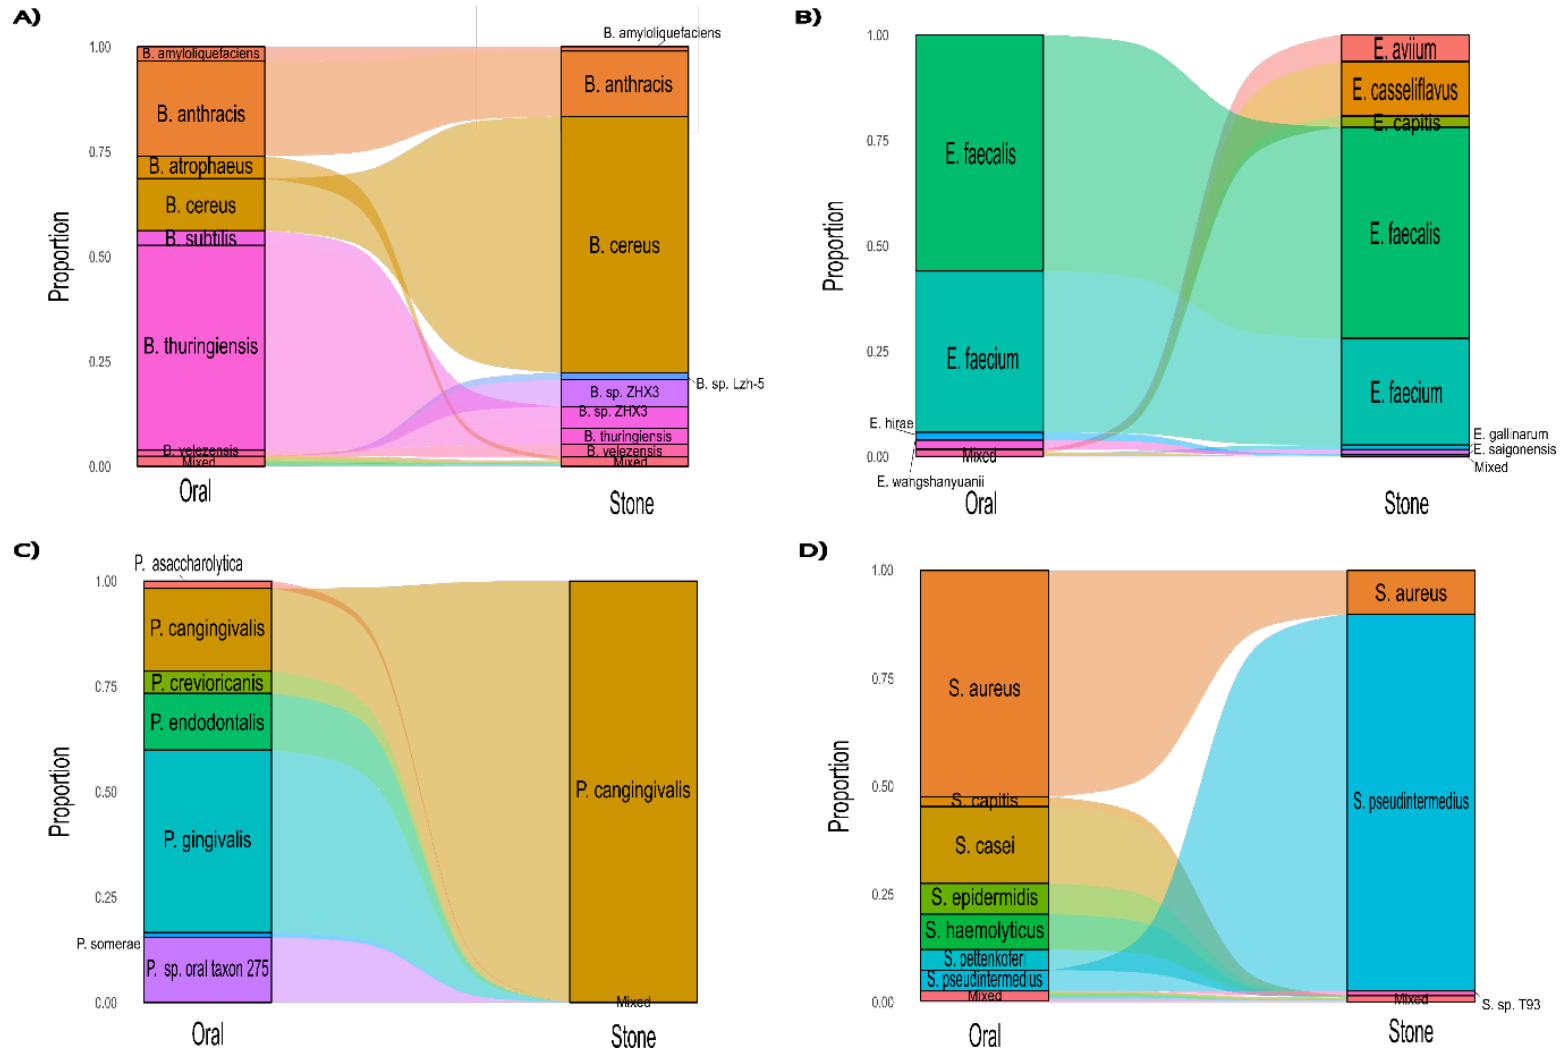 A)
B. amyloliquefaciens
1.00
B. amyloliquefaciens
B. anthracis
B. anthracis
0.75
B. atrophaeus
B. cereus
B. subtilis
B. cereus
Proportion
0.50
B. thuringiensis
0.25
B. sp. Lzh-5
B. sp. ZHX3
B. sp. ZHX3
B. thuringiensis
B. velezensis
B. velezensis
Mixed
Mixed
0.00
Oral
Stone
B)
1.00
E. aviium
E. casseliflavus
E. capitis
0.75
E. faecalis
E. faecalis
0.50
Proportion
0.25
E. faecium
E. faecium
E. hirae
E. gallinarum
E. saigonensis
Mixed
Mixed
0.00
E. wangshanyuanii
Oral
Stone
C)
P. asaccharolytica
1.00
P. cangingivalis
P. crevioricanis
0.75
P. endodontalis
P. cangingivalis
Proportion
0.50
P. gingivalis
0.25
P. somerae
P. sp. oral taxon 275
Mixed
0.00
Oral
Stone
D)
1.00
S. aureus
S. aureus
0.75
S. capitis
S. pseudintermedius
Proportion
0.50
S. casei
0.25
S. epidermidis
S. haemolyticus
S. pettenkoferi
S. pseudintermedius
Mixed
Mixed
S. sp. T93
0.00
Oral
Stone